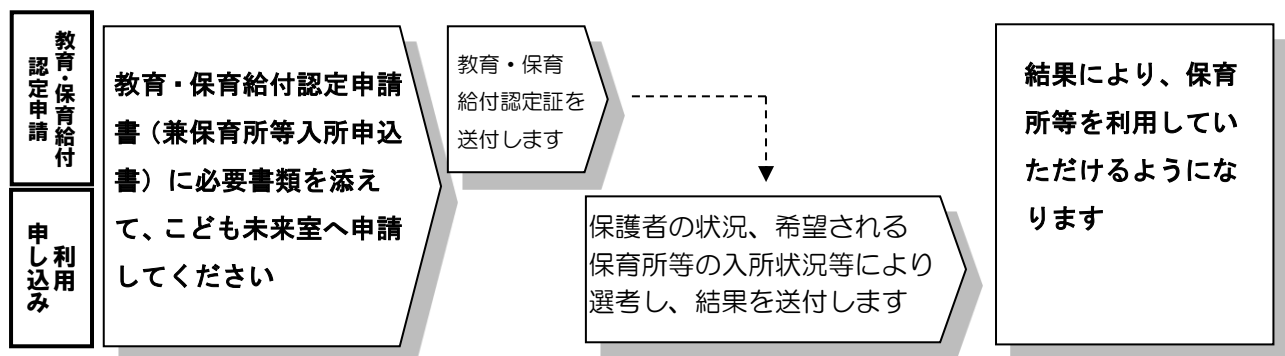 教育・保育給付
認定申請
利用
申し込み
教育・保育給付認定申請
書（兼保育所等入所申込
書）に必要書類を添え
て、こども未来室へ申請
してください
教育・保育
給付認定証を
送付します
保護者の状況、希望される
保育所等の入所状況等により
選考し、結果を送付します
結果により、保育
所等を利用してい
ただけるようにな
ります